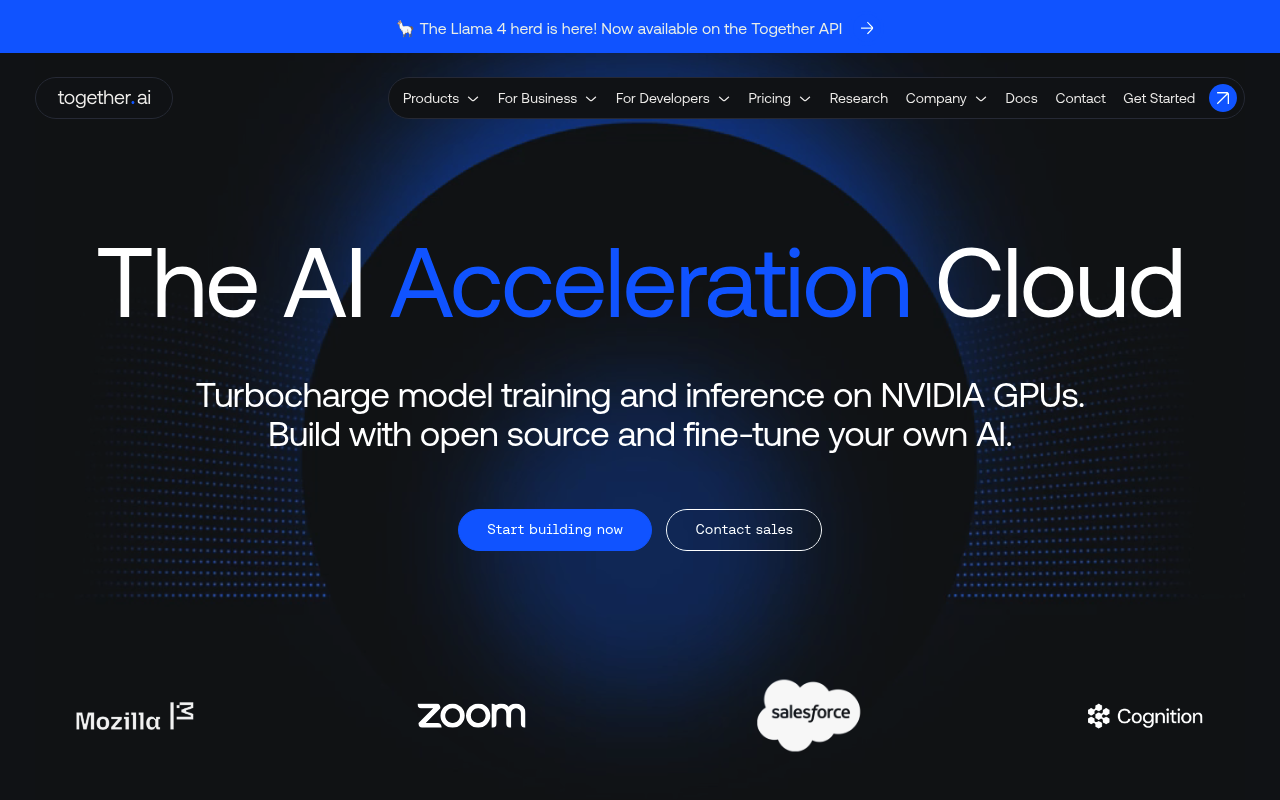 🦙 The Llama 4 herd is here! Now available on the Together API →
together.ai
Products
For Business
For Developers
Pricing
Research
Company
Docs
Contact
Get Started
The AI Acceleration Cloud
Turbocharge model training and inference on NVIDIA GPUs.
Build with open source and fine-tune your own AI.
Start building now
Contact sales
Mozilla
zoom
salesforce
Cognition